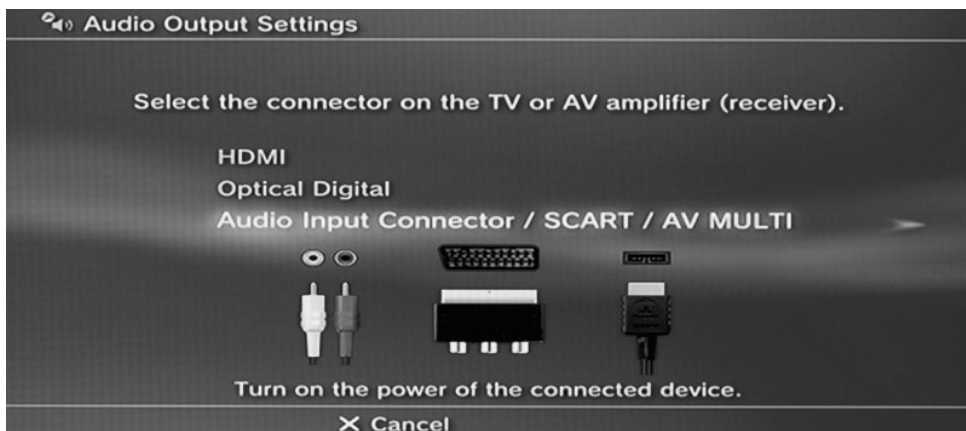 Audio Output Settings
Select the connector on the TV or AV amplifier (receiver).
HDMI
Optical Digital
Audio Input Connector / SCART / AV MULTI
Turn on the power of the connected device.
X Cancel